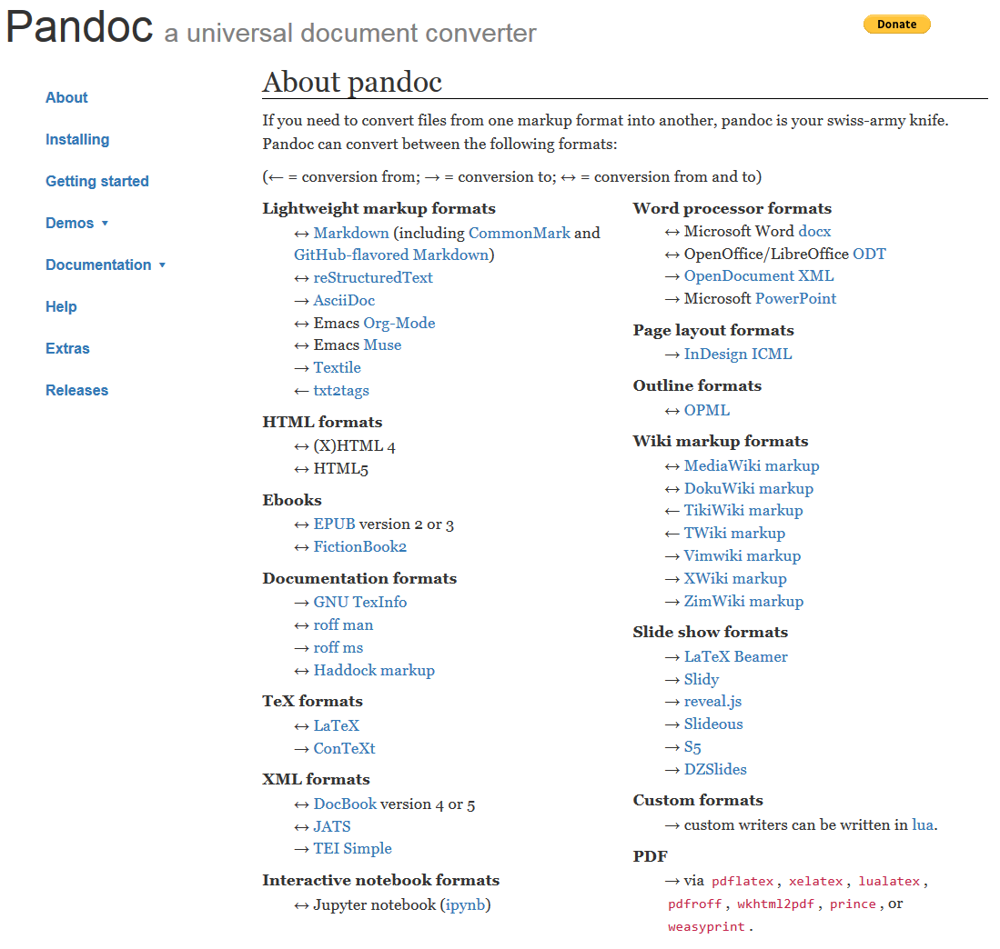 Pandoc a universal document converter
Donate
About
Installing
Getting started
Demos ▾
Documentation ▾
Help
Extras
Releases
About pandoc
If you need to convert files from one markup format into another, pandoc is your swiss-army knife.
Pandoc can convert between the following formats:
(← = conversion from; → = conversion to; ↔ = conversion from and to)
Lightweight markup formats
↔ Markdown (including CommonMark and
GitHub-flavored Markdown)
↔ reStructuredText
→ AsciiDoc
↔ Emacs Org-Mode
↔ Emacs Muse
→ Textile
← txt2tags
HTML formats
↔ (X)HTML 4
↔ HTML5
Ebooks
↔ EPUB version 2 or 3
↔ FictionBook2
Documentation formats
→ GNU TexInfo
↔ roff man
→ roff ms
↔ Haddock markup
TeX formats
↔ LaTeX
→ ConTeXt
XML formats
↔ DocBook version 4 or 5
↔ JATS
→ TEI Simple
Interactive notebook formats
↔ Jupyter notebook (ipynb)
Word processor formats
↔ Microsoft Word docx
↔ OpenOffice/LibreOffice ODT
→ OpenDocument XML
→ Microsoft PowerPoint
Page layout formats
→ InDesign ICML
Outline formats
↔ OPML
Wiki markup formats
↔ MediaWiki markup
↔ DokuWiki markup
← TikiWiki markup
← TWiki markup
→ Vimwiki markup
→ XWiki markup
→ ZimWiki markup
Slide show formats
→ LaTeX Beamer
→ Slidy
→ reveal.js
→ Slideous
→ S5
→ DZSlides
Custom formats
→ custom writers can be written in lua.
PDF
→ via pdflatex , xelatex , lualatex ,
pdfroff , wkhtml2pdf , prince , or
weasyprint .